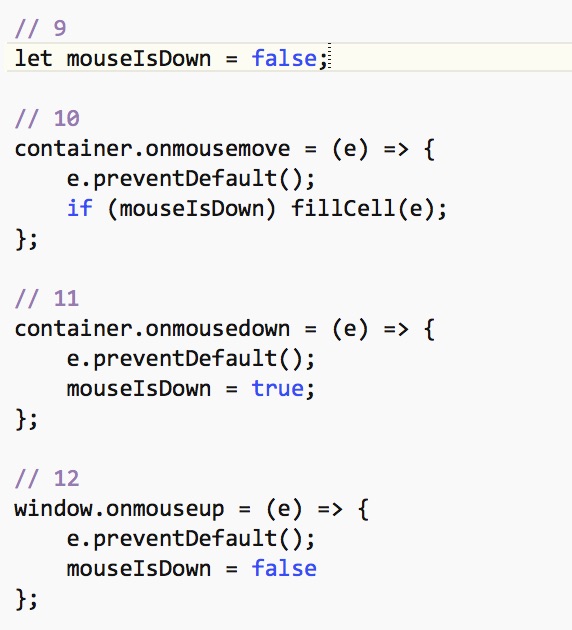 // 9
let mouseIsDown = false;
// 10
container.onmousemove = (e) => {
    e.preventDefault();
    if (mouseIsDown) fillCell(e);
};
// 11
container.onmousedown = (e) => {
    e.preventDefault();
    mouseIsDown = true;
};
// 12
window.onmouseup = (e) => {
    e.preventDefault();
    mouseIsDown = false
};